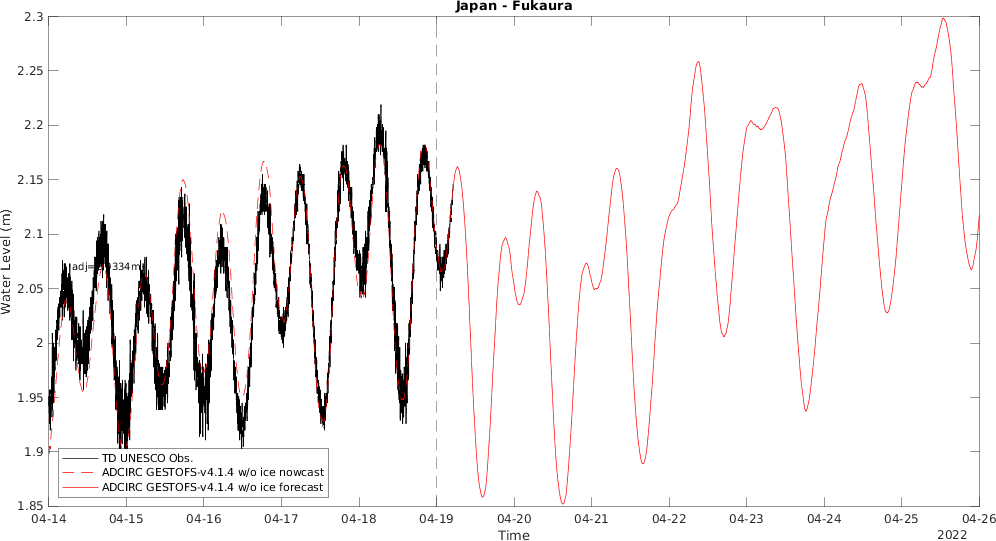 Japan - Fukaura
2.3
2.25
2.2
2.15
2.1
2.05
2
1.95
1.9
1.85
Water Level (m)
TD UNESCO Obs.
ADCIRC GESTOFS-v4.1.4 w/o ice nowcast
ADCIRC GESTOFS-v4.1.4 w/o ice forecast
04-14 04-15 04-16 04-17 04-18 04-19 04-20 04-21 04-22 04-23 04-24 04-25 04-26
Time
2022